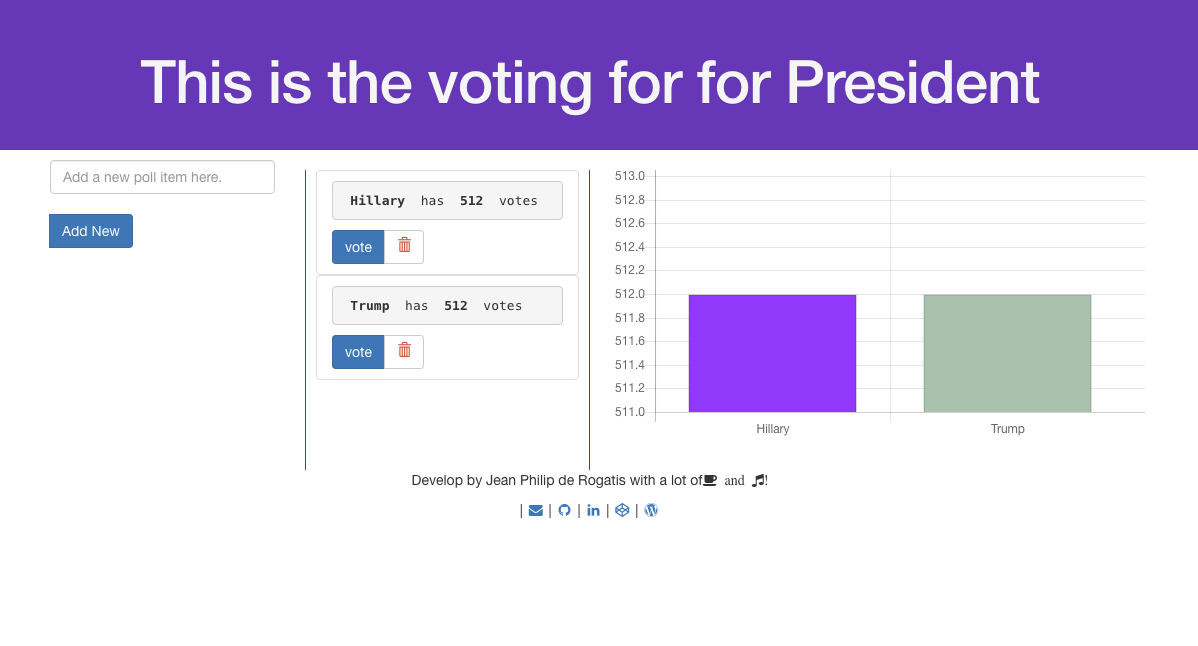 This is the voting for for President
Add a new poll item here.
Add New
Hillary has 512 votes
vote
Trump has 512 votes
vote
513.0
512.8
512.6
512.4
512.2
512.0
511.8
511.6
511.4
511.2
511.0
Hillary Trump
Develop by Jean Philip de Rogatis with a lot of and !
| | | | |